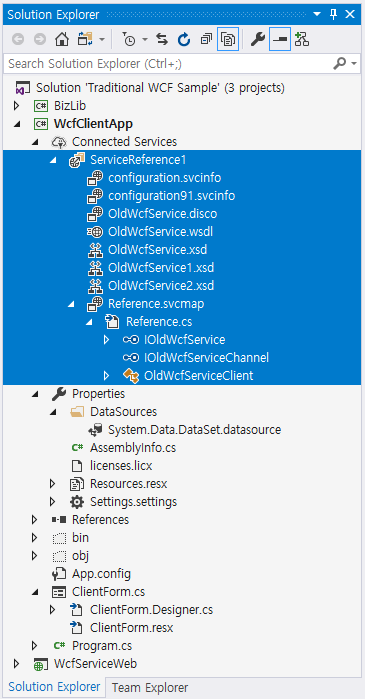 Solution Explorer
Search Solution Explorer (Ctrl+;)
Solution 'Traditional WCF Sample' (3 projects)
C# BizLib
C# WcfClientApp
Connected Services
ServiceReference1
configuration.svcinfo
configuration91.svcinfo
OldWcfService.disco
OldWcfService.wsdl
OldWcfService.xsd
OldWcfService1.xsd
OldWcfService2.xsd
Reference.svcmap
Reference.cs
IOldWcfService
IOldWcfServiceChannel
OldWcfServiceClient
Properties
DataSources
System.Data.DataSet.datasource
C# AssemblyInfo.cs
licenses.licx
Resources.resx
Settings.settings
References
bin
obj
App.config
ClientForm.cs
ClientForm.Designer.cs
ClientForm.resx
C# Program.cs
WcfServiceWeb
Solution Explorer Team Explorer